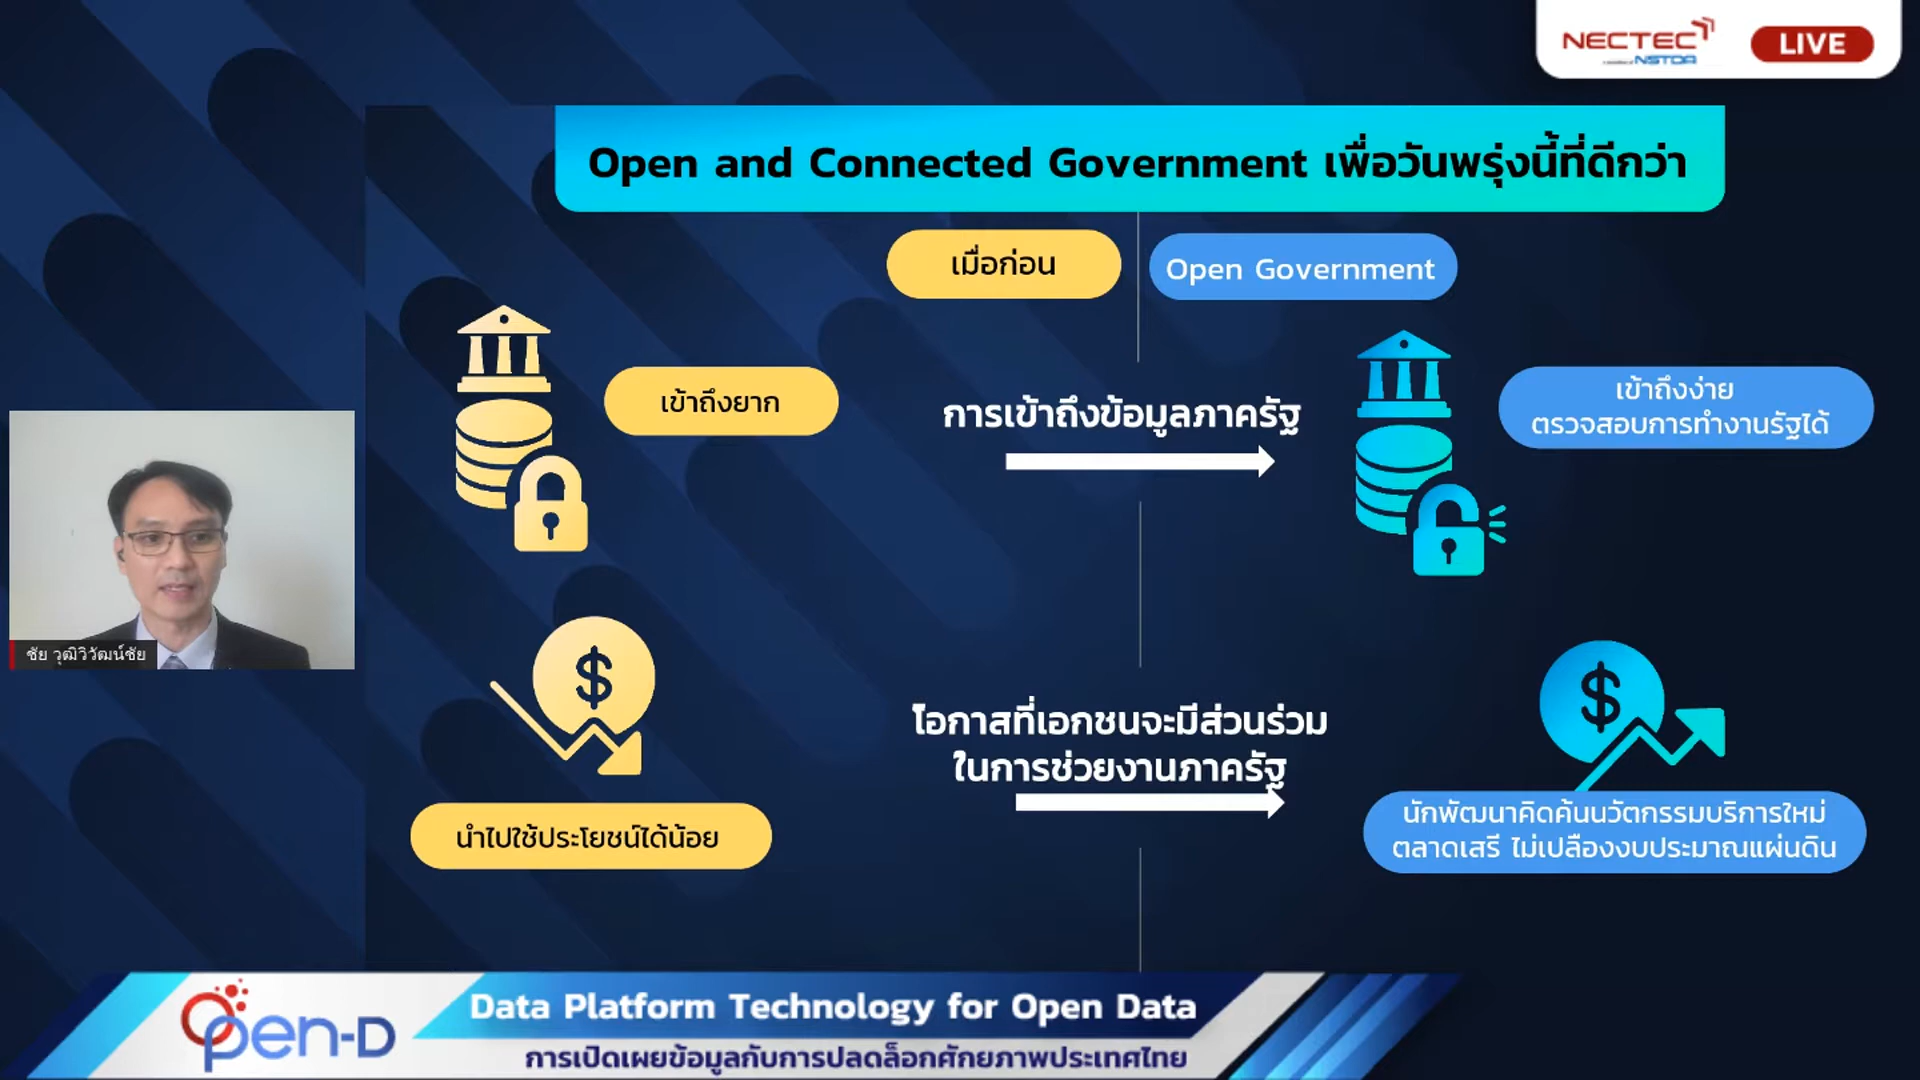 NECTEC
NSTDA
LIVE
Open and Connected Government เพื่อวันพรุ่งนี้ที่ดีกว่า
เมื่อก่อน
Open Government
เข้าถึงยาก
การเข้าถึงข้อมูลภาครัฐ
เข้าถึงง่าย
ตรวจสอบการทำงานรัฐได้
ชัย วุฒิวิวัฒน์ชัย
โอกาสที่เอกชนจะมีส่วนร่วม
ในการช่วยงานภาครัฐ
นำไปใช้ประโยชน์ได้น้อย
นักพัฒนาคิดค้นนวัตกรรมบริการใหม่
ตลาดเสรี ไม่เปลืองงบประมาณแผ่นดิน
Open-D
Data Platform Technology for Open Data
การเปิดเผยข้อมูลกับการปลดล็อกศักยภาพประเทศไทย